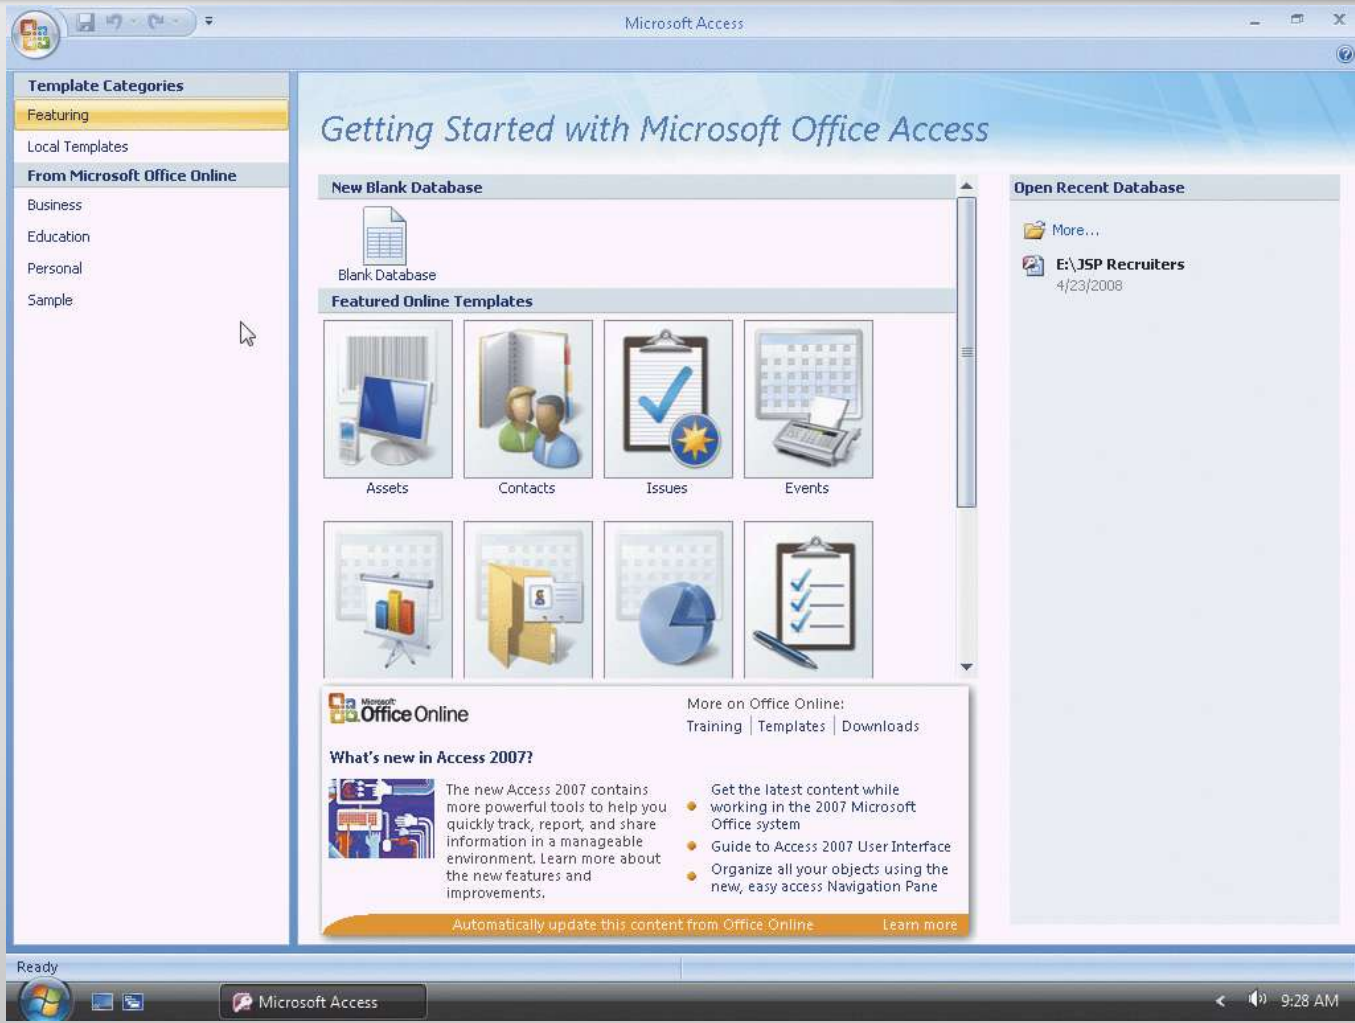 Microsoft Access
Template Categories
Featuring
Local Templates
From Microsoft Office Online
Business
Education
Personal
Sample
Getting Started with Microsoft Office Access
New Blank Database
Blank Database
Featured Online Templates
Assets
Contacts
Issues
Events
Microsoft
Office Online
More on Office Online:
Training | Templates | Downloads
What's new in Access 2007?
The new Access 2007 contains
more powerful tools to help you
quickly track, report, and share
information in a manageable
environment. Learn more about
the new features and
improvements.
Get the latest content while
working in the 2007 Microsoft
Office system
Guide to Access 2007 User Interface
Organize all your objects using the
new, easy access Navigation Pane
Automatically update this content from Office Online
Learn more
Open Recent Database
More...
E:\JSP Recruiters
4/23/2008
Ready
Microsoft Access
9:28 AM